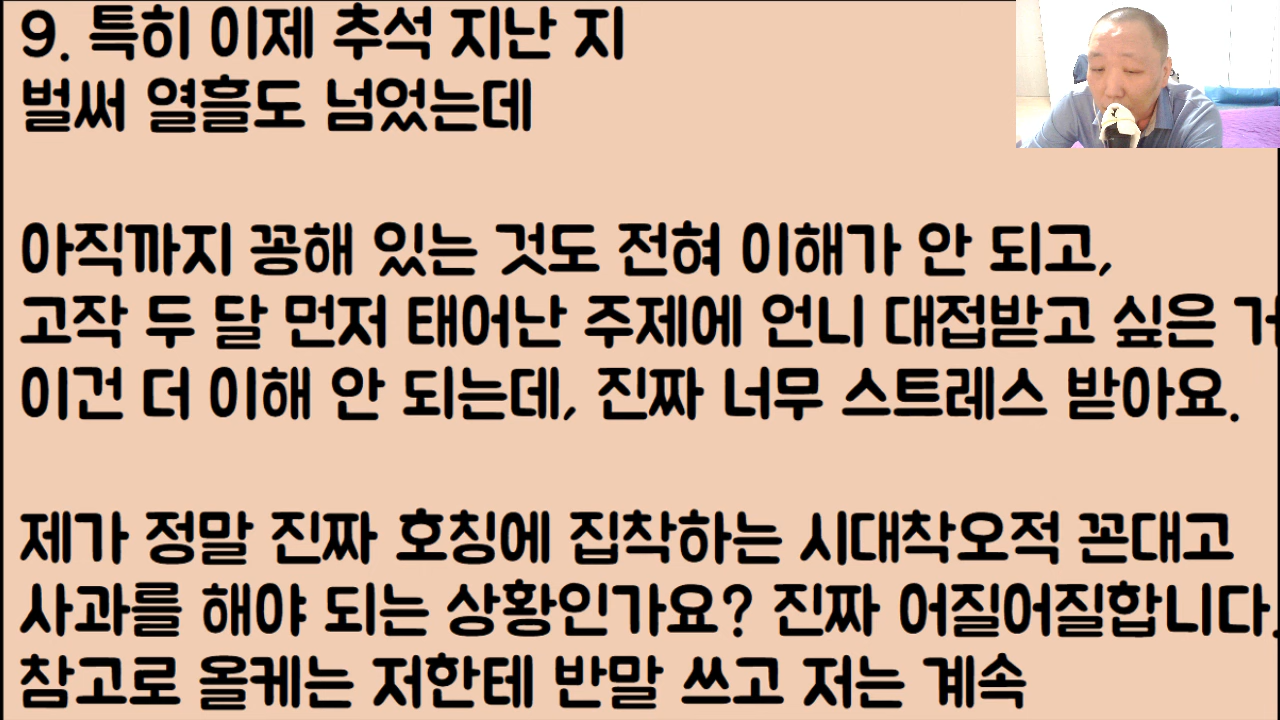 9. 특히 이제 추석 지난 지
벌써 열흘도 넘었는데
아직까지 꽁해 있는 것도 전혀 이해가 안 되고,
고작 두 달 먼저 태어난 주제에 언니 대접받고 싶은
이건 더 이해 안 되는데, 진짜 너무 스트레스 받아요.
제가 정말 진짜 호칭에 집착하는 시대착오적 꼰대고
사과를 해야 되는 상황인가요? 진짜 어질어질합니다.
참고로 올케는 저한테 반말 쓰고 저는 계속